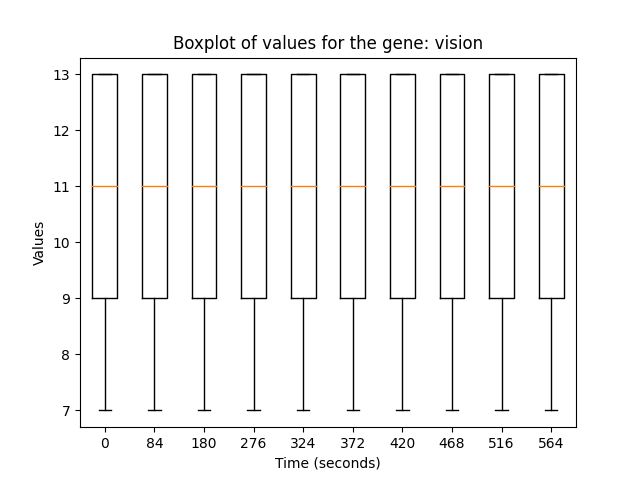 Boxplot of values for the gene: vision
13
12
11
10
9
8
7
Values
0 84 180 276 324 372 420 468 516 564
Time (seconds)